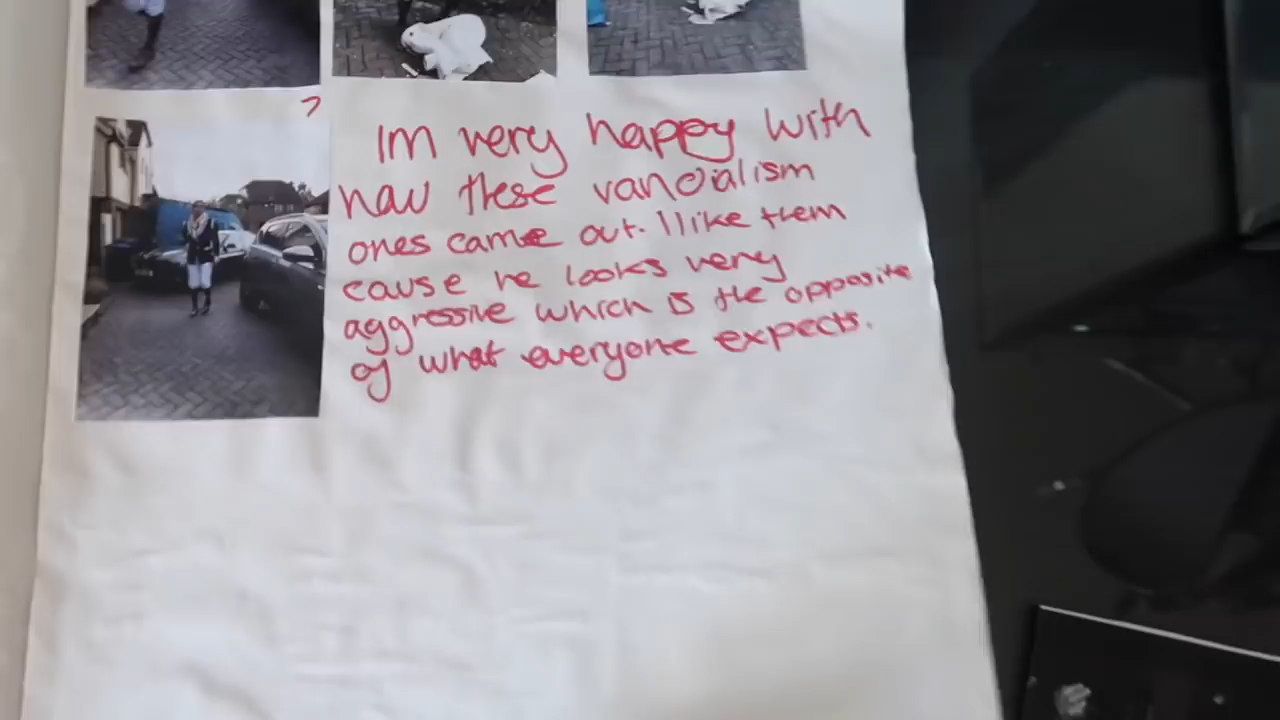 Im very happy with
how these vandalism
ones came out. I like them
cause he looks very
aggressive which is the opposite
of what everyone expects.